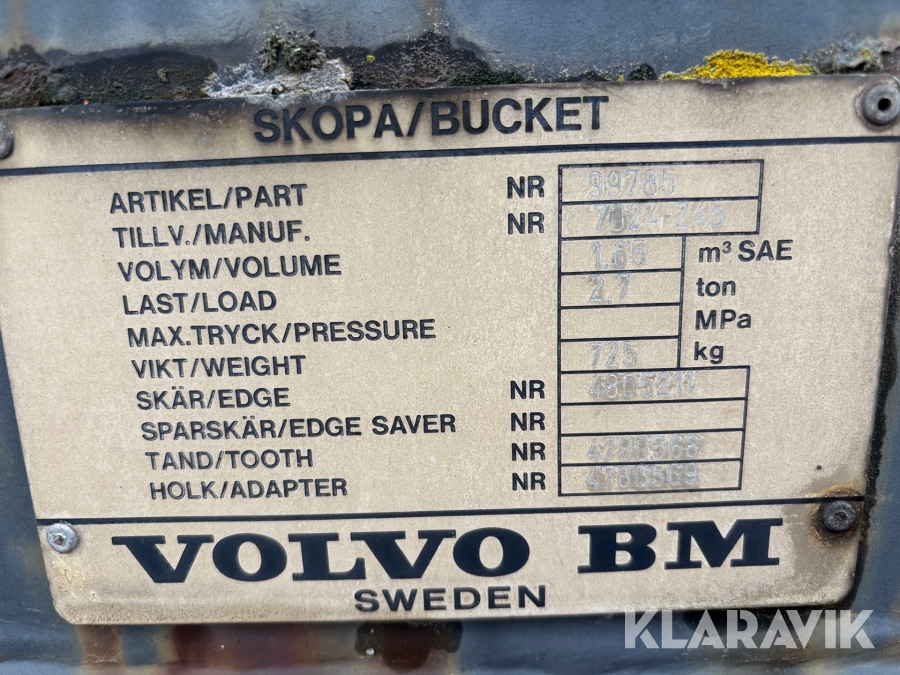 SKOPA/BUCKET
ARTIKEL/PART NR 99785
TILLV./MANUF. NR 7024-245
VOLYM/VOLUME 1.65 m³ SAE
LAST/LOAD 2.7 ton
MAX.TRYCK/PRESSURE MPa
VIKT/WEIGHT 725 kg
SKÄR/EDGE NR
SPARSKÄR/EDGE SAVER NR
TAND/TOOTH NR 4780568
HOLK/ADAPTER NR 4780569
VOLVO BM
SWEDEN
KLARAVIK